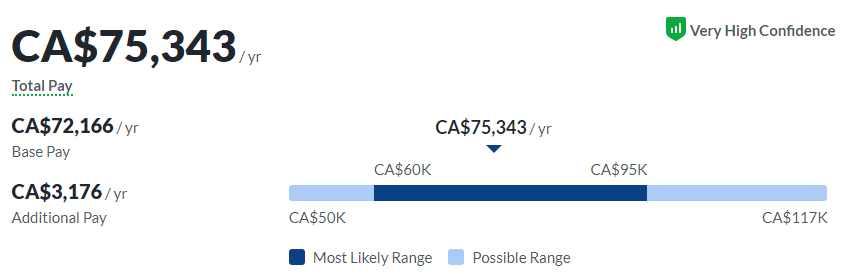 CA$75,343 / yr
Very High Confidence
Total Pay
CA$72,166 / yr
Base Pay
CA$3,176 / yr
Additional Pay
CA$75,343 / yr
CA$60K CA$95K
CA$50K CA$117K
Most Likely Range Possible Range